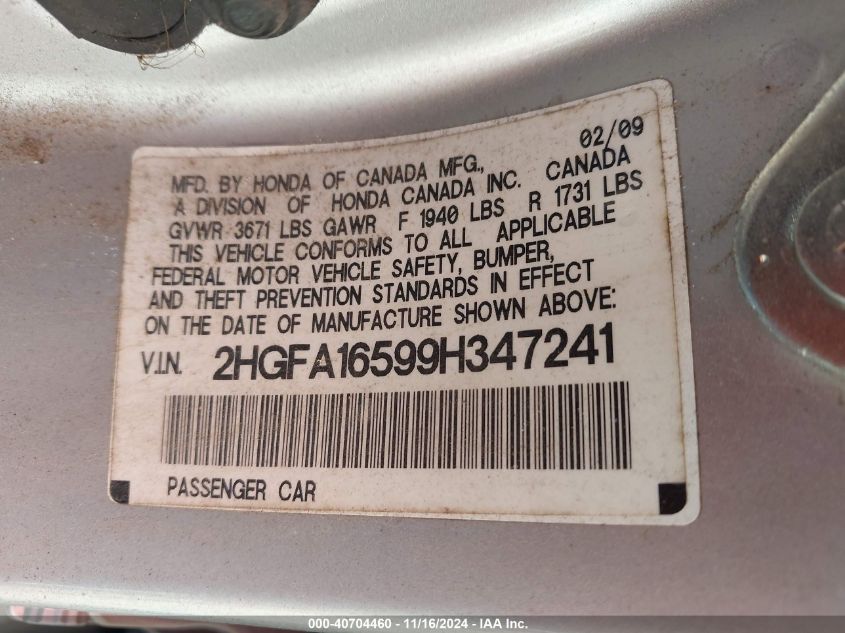 02/09
MFD. BY HONDA OF CANADA MFG.,
A DIVISION OF HONDA CANADA INC. CANADA
GVWR 3671 LBS GAWR F 1940 LBS R 1731 LBS
THIS VEHICLE CONFORMS TO ALL APPLICABLE
FEDERAL MOTOR VEHICLE SAFETY, BUMPER,
AND THEFT PREVENTION STANDARDS IN EFFECT
ON THE DATE OF MANUFACTURE SHOWN ABOVE:
V.I.N. 2HGFA16599H347241
PASSENGER CAR
000-40704460 - 11/16/2024 - IAA Inc.